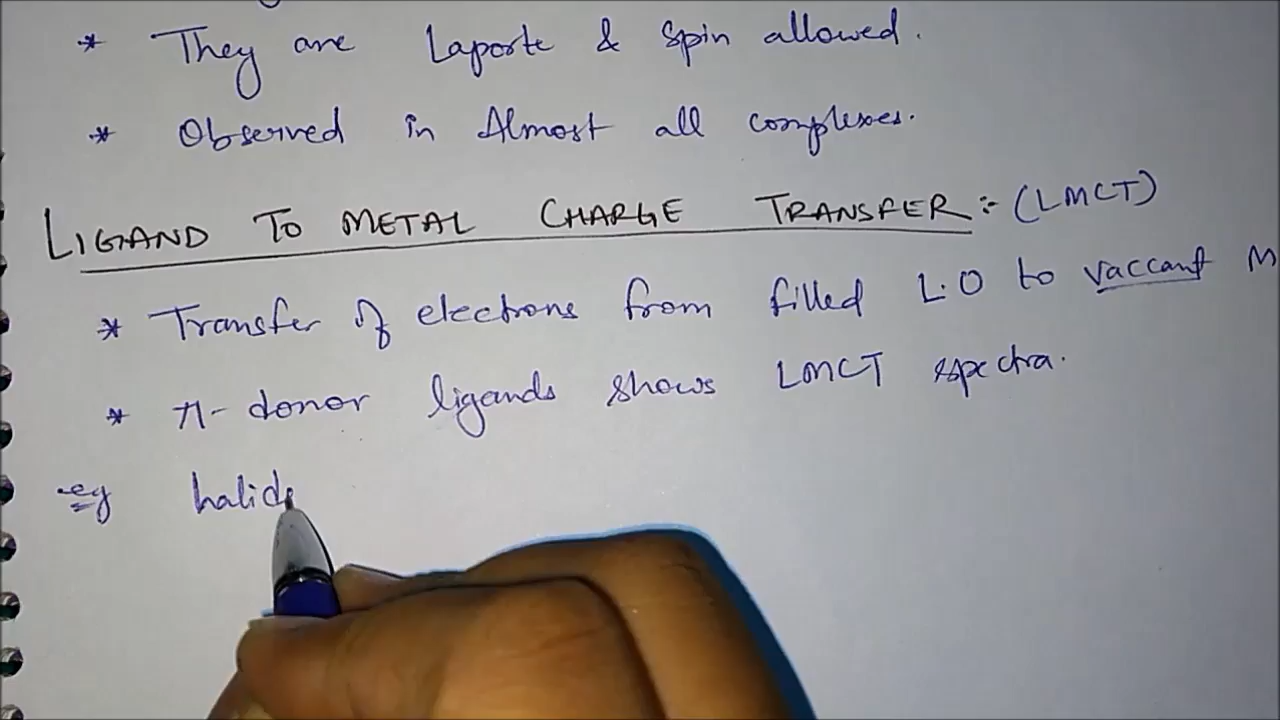 * They are Laporte & spin allowed.
* Observed in Almost all complexes.
LIGAND TO METAL CHARGE TRANSFER :- (LMCT)
* Transfer of electrons from filled L.O to vaccant M
* π-donor ligands shows LMCT spectra.
eg halide